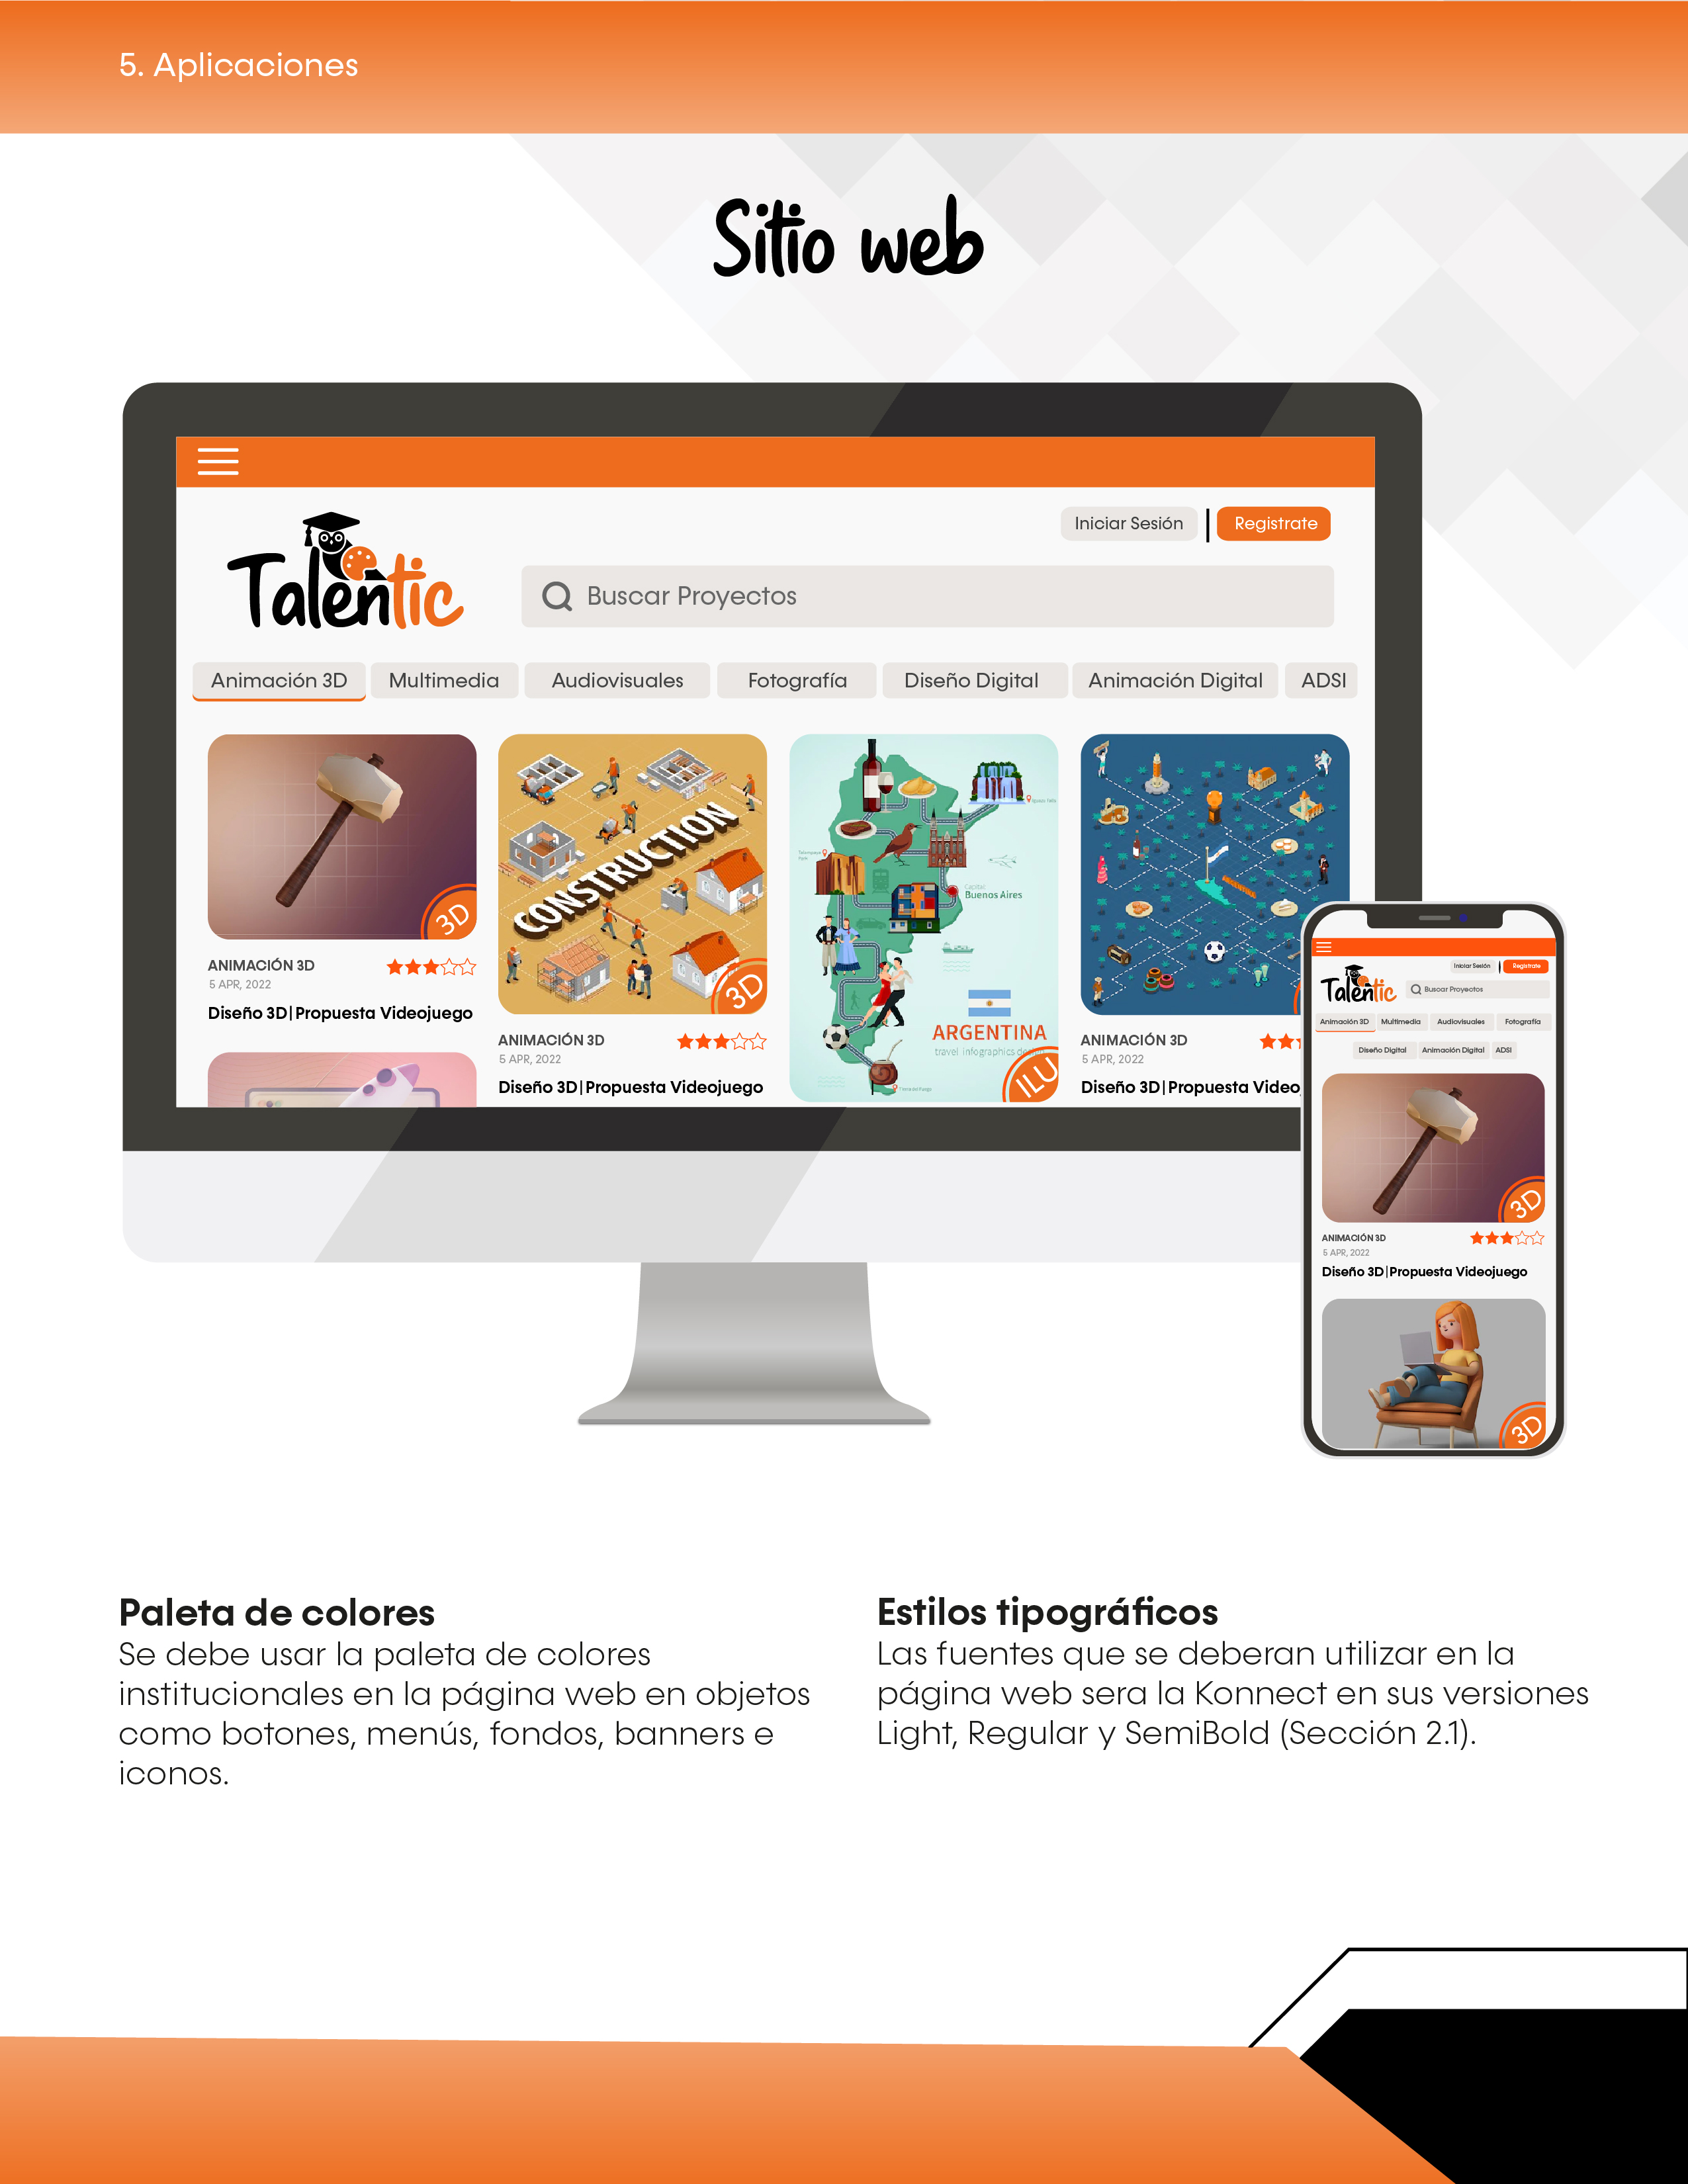 5. Aplicaciones
Sitio web
Iniciar Sesión | Registrate
Talentic
Buscar Proyectos
Animación 3D Multimedia Audiovisuales Fotografía Diseño Digital Animación Digital ADSI
3D
ANIMACIÓN 3D
5 APR, 2022
Diseño 3D|Propuesta Videojuego
CONSTRUCTION
3D
ANIMACIÓN 3D
5 APR, 2022
Diseño 3D|Propuesta Videojuego
Buenos Aires
ARGENTINA
travel infographics
ILU
ANIMACIÓN 3D
5 APR, 2022
Diseño 3D|Propuesta Video
Iniciar Sesión | Registrate
Talentic
Buscar Proyectos
Animación 3D Multimedia Audiovisuales Fotografía
Diseño Digital Animación Digital ADSI
3D
ANIMACIÓN 3D
5 APR, 2022
Diseño 3D|Propuesta Videojuego
3D
Paleta de colores
Se debe usar la paleta de colores
institucionales en la página web en objetos
como botones, menús, fondos, banners e
iconos.
Estilos tipográficos
Las fuentes que se deberan utilizar en la
página web sera la Konnect en sus versiones
Light, Regular y SemiBold (Sección 2.1).